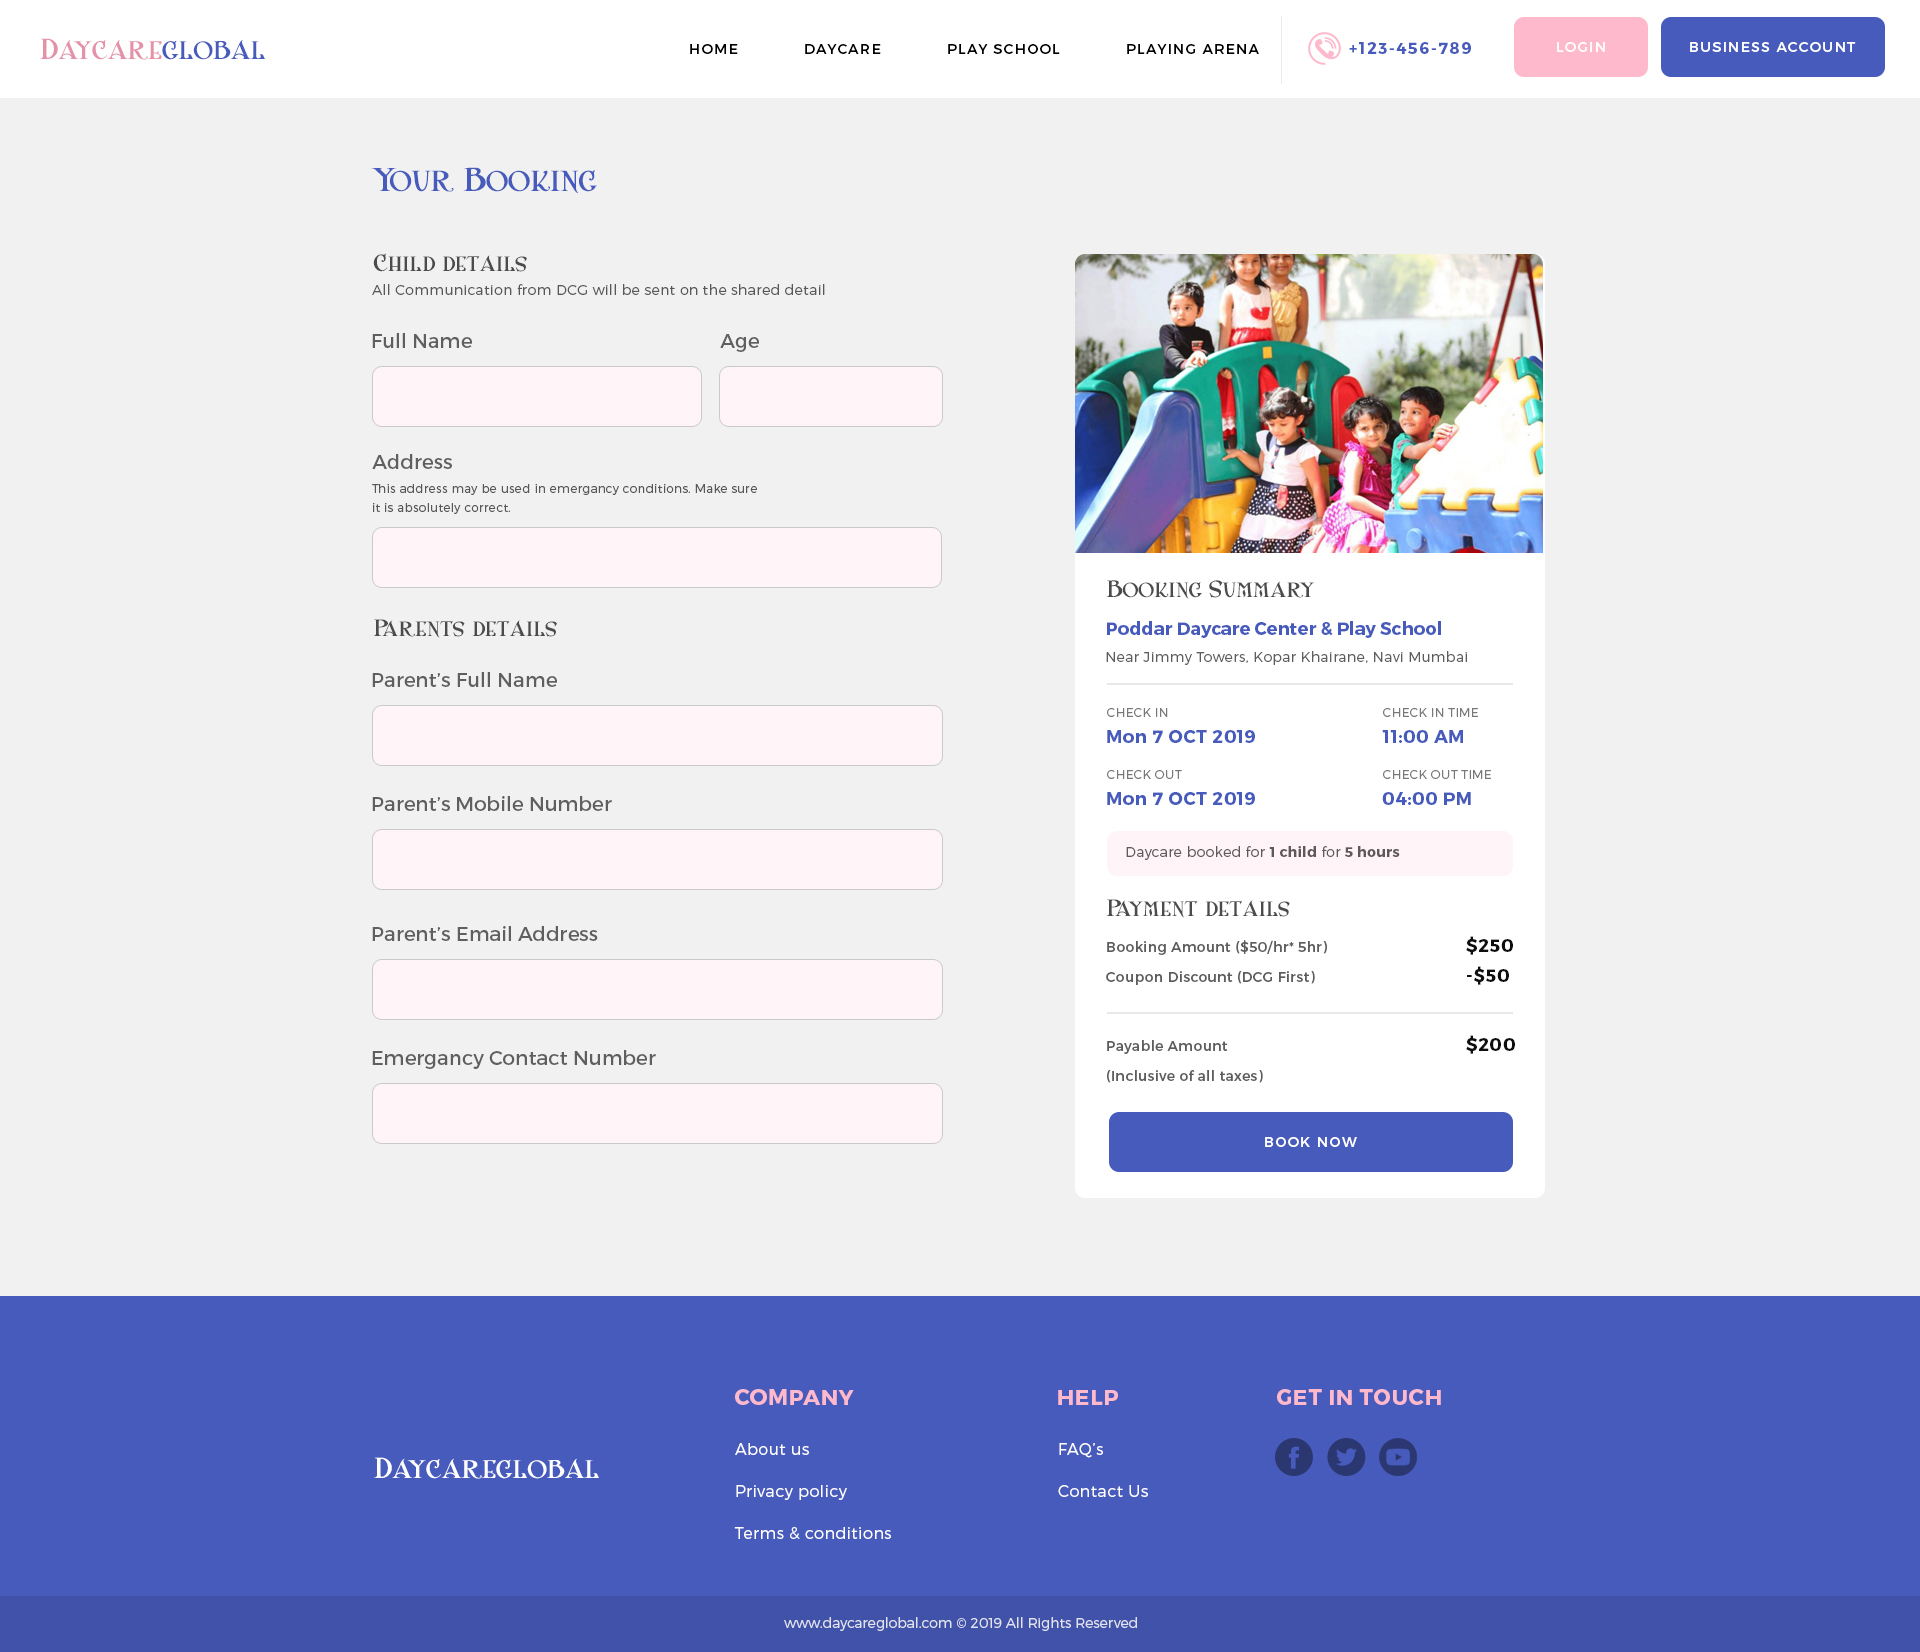 DAYCAREGLOBAL
HOME DAYCARE PLAY SCHOOL PLAYING ARENA +123-456-789 LOGIN BUSINESS ACCOUNT
YOUR BOOKING
CHILD DETAILS
All Communication from DCG will be sent on the shared detail
Full Name Age
Address
This address may be used in emergancy conditions. Make sure
it is absolutely correct.
PARENTS DETAILS
Parent's Full Name
Parent's Mobile Number
Parent's Email Address
Emergancy Contact Number
BOOKING SUMMARY
Poddar Daycare Center & Play School
Near Jimmy Towers, Kopar Khairane, Navi Mumbai
CHECK IN CHECK IN TIME
Mon 7 OCT 2019 11:00 AM
CHECK OUT CHECK OUT TIME
Mon 7 OCT 2019 04:00 PM
Daycare booked for 1 child for 5 hours
PAYMENT DETAILS
Booking Amount ($50/hr* 5hr) $250
Coupon Discount (DCG First) -$50
Payable Amount $200
(Inclusive of all taxes)
BOOK NOW
DAYCAREGLOBAL
COMPANY
About us
Privacy policy
Terms & conditions
HELP
FAQ's
Contact Us
GET IN TOUCH
www.daycareglobal.com © 2019 All Rights Reserved